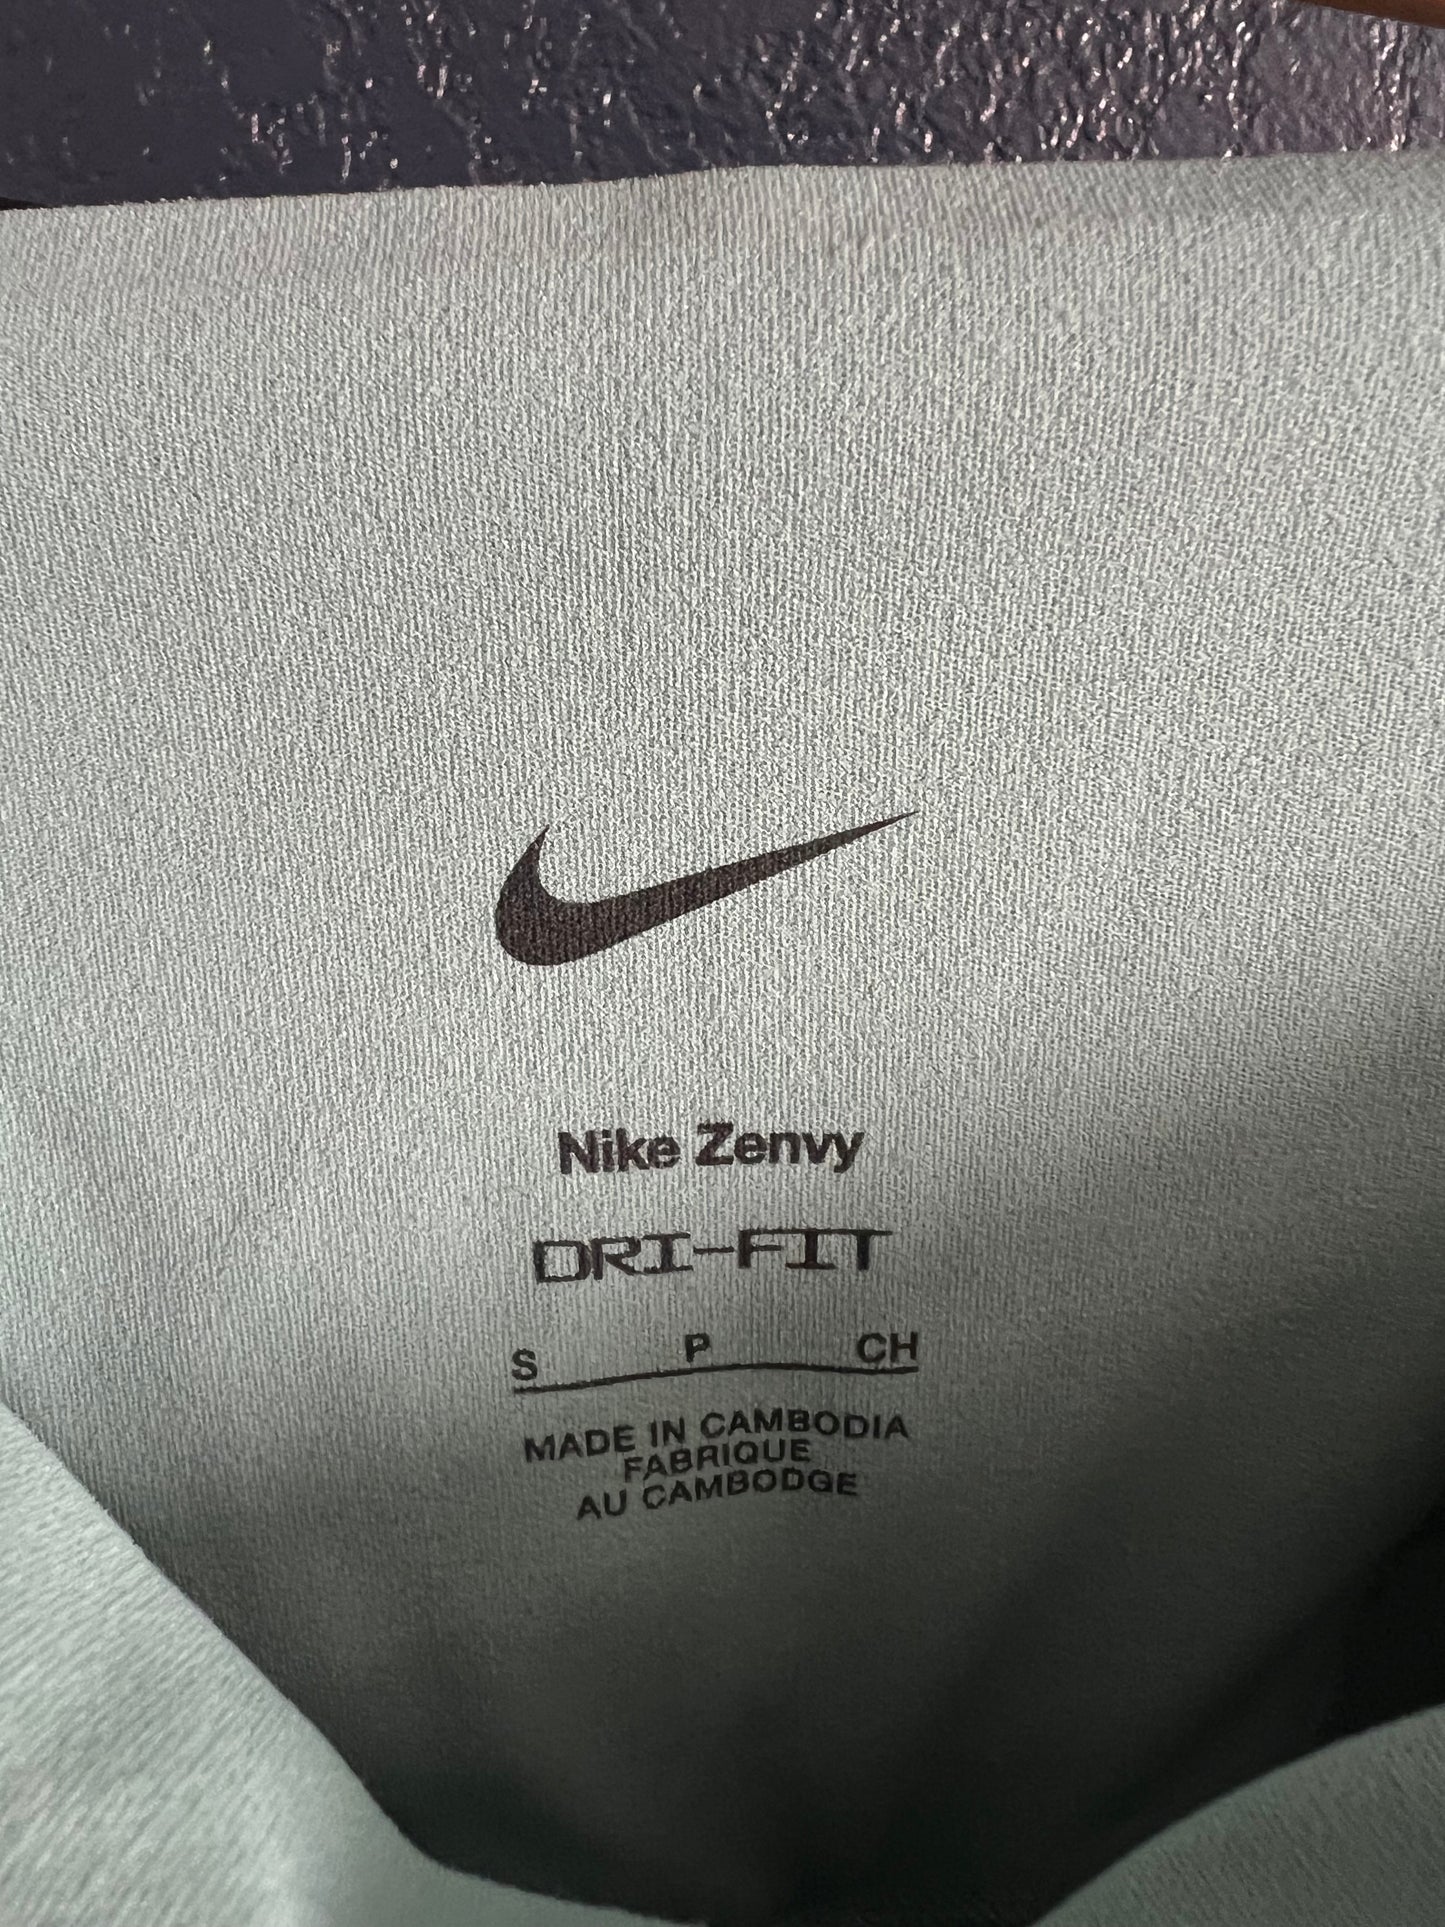 Nike Zenvy
DRI-FIT
S P CH
MADE IN CAMBODIA
FABRIQUE
AU CAMBODGE